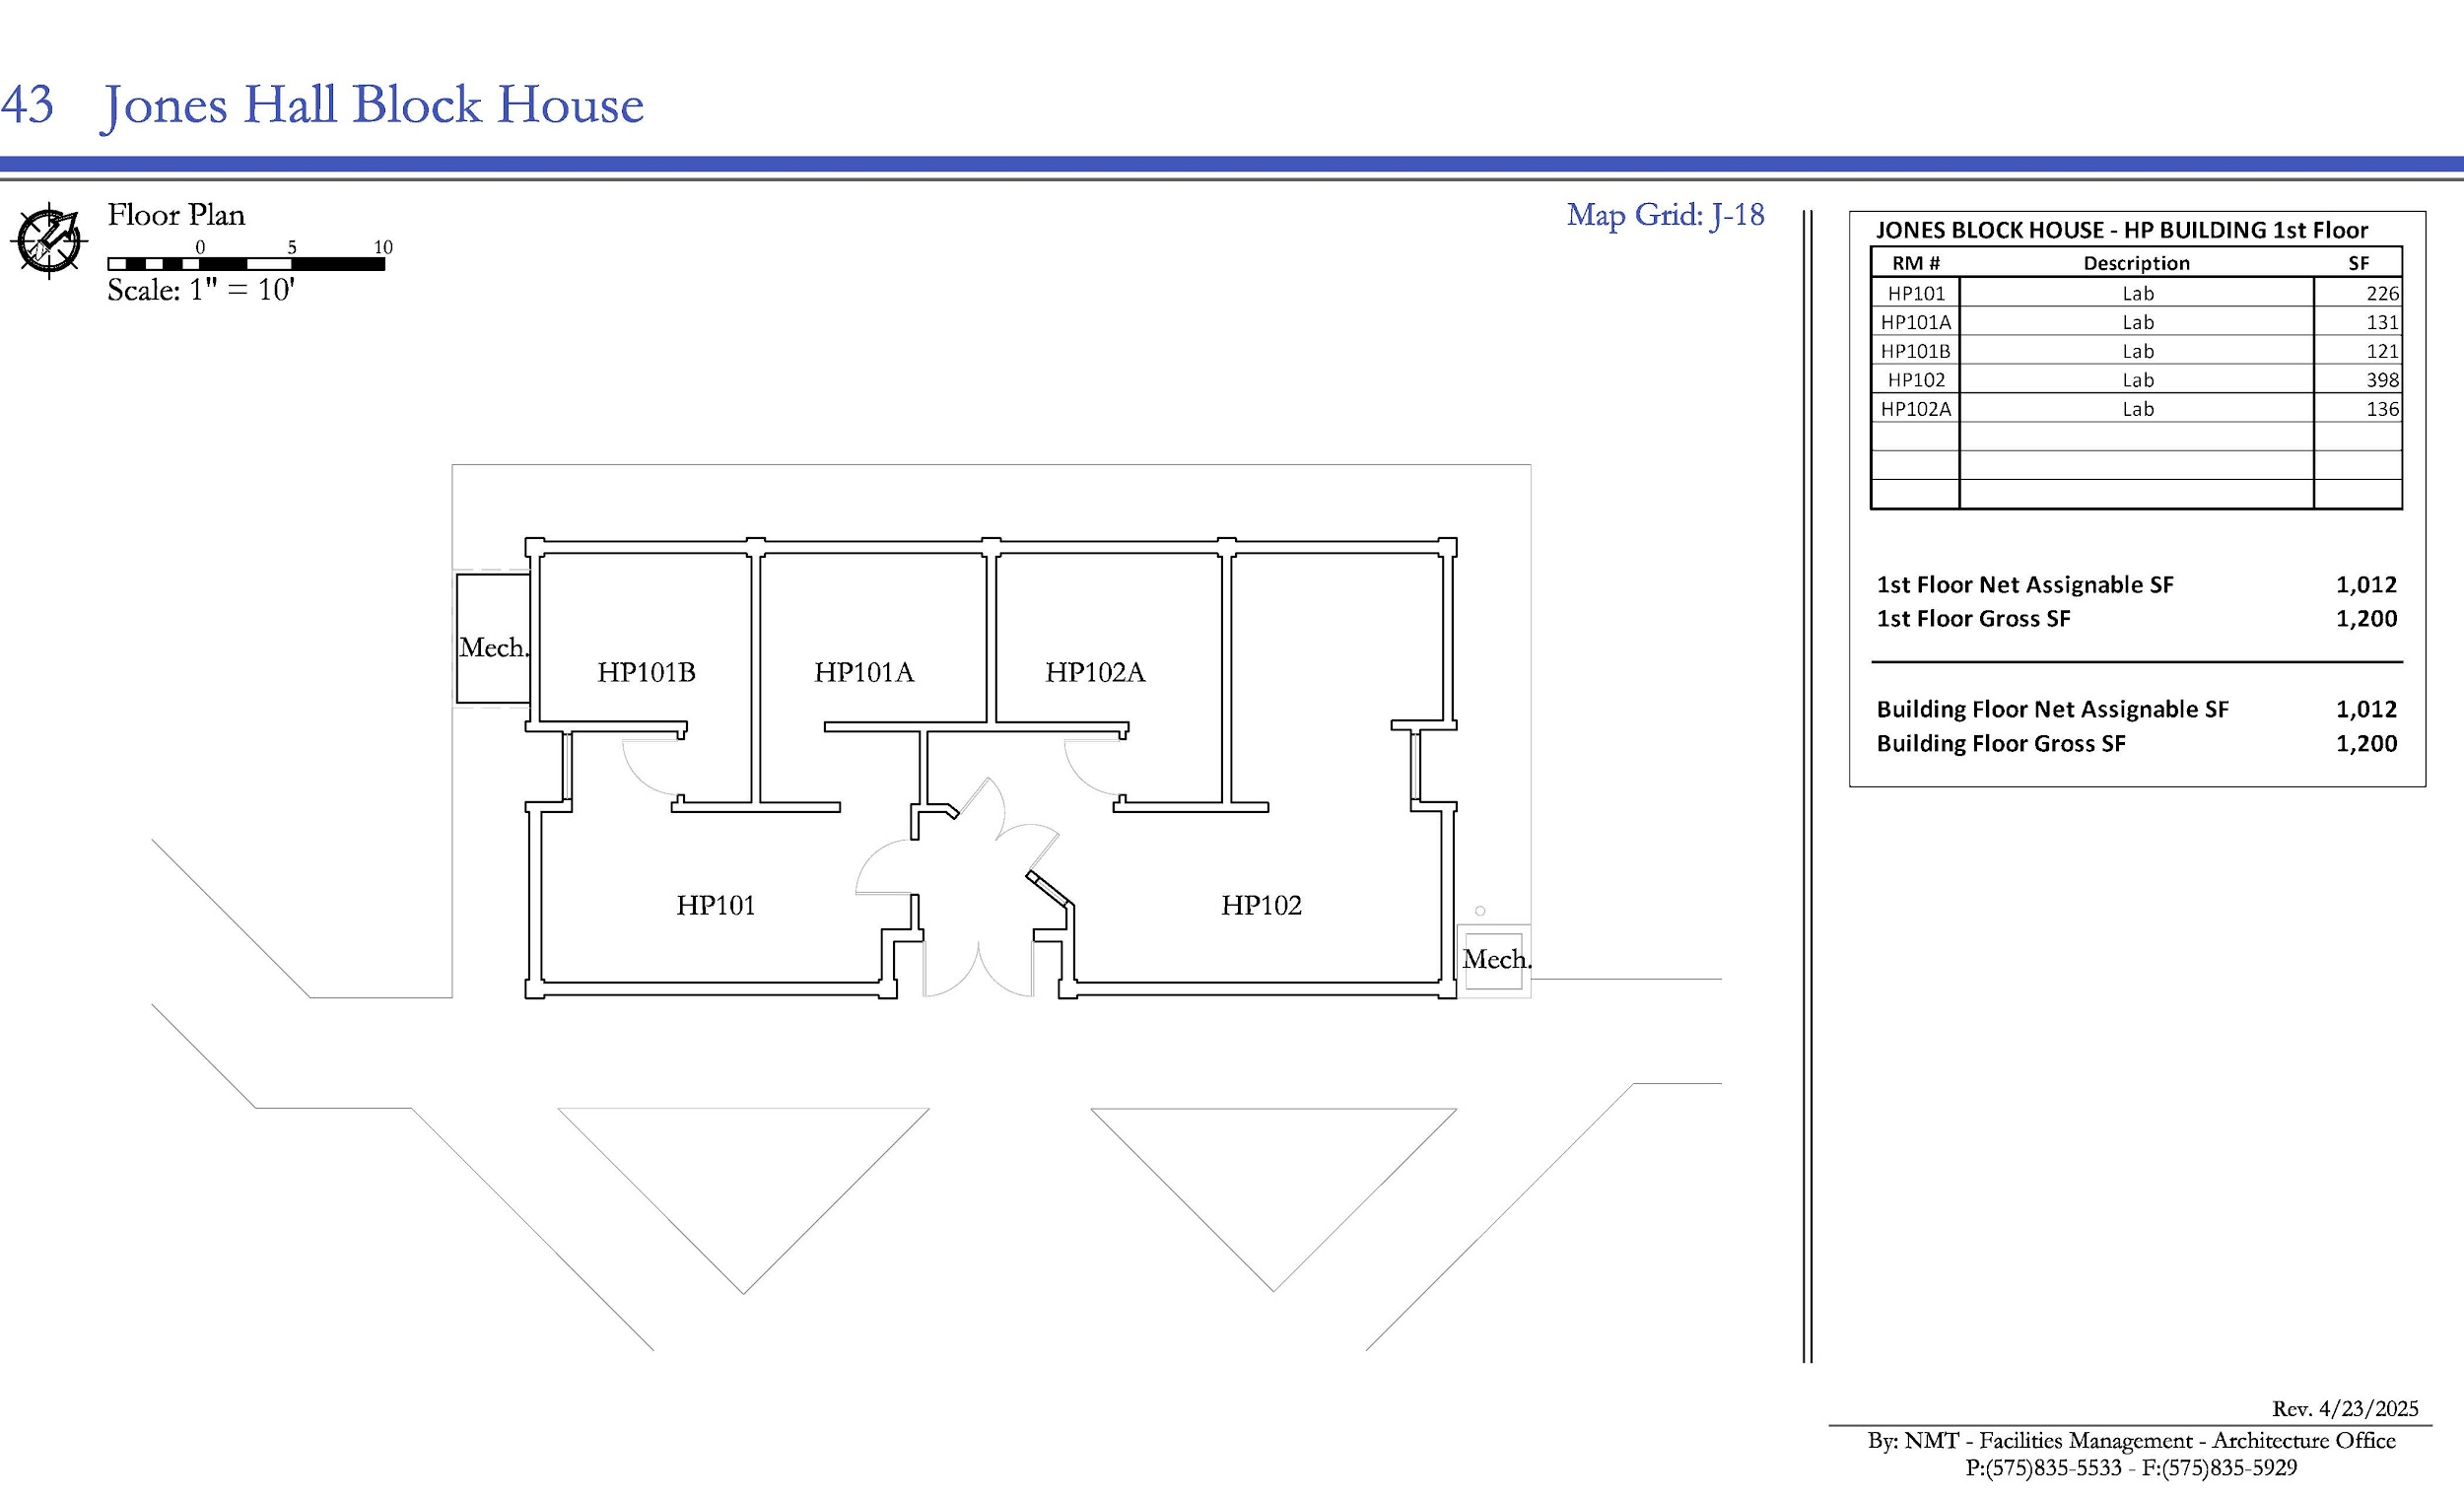 43 Jones Hall Block House
Floor Plan
0 5 10
Scale: 1" = 10'
Map Grid: J-18
Mech.
HP101B
HP101A
HP102A
HP101
HP102
Mech.
JONES BLOCK HOUSE - HP BUILDING 1st Floor
RM # Description SF
HP101 Lab 226
HP101A Lab 131
HP101B Lab 121
HP102 Lab 398
HP102A Lab 136
1st Floor Net Assignable SF 1,012
1st Floor Gross SF 1,200
Building Floor Net Assignable SF 1,012
Building Floor Gross SF 1,200
Rev. 4/23/2025
By: NMT - Facilities Management - Architecture Office
P:(575)835-5533 - F:(575)835-5929